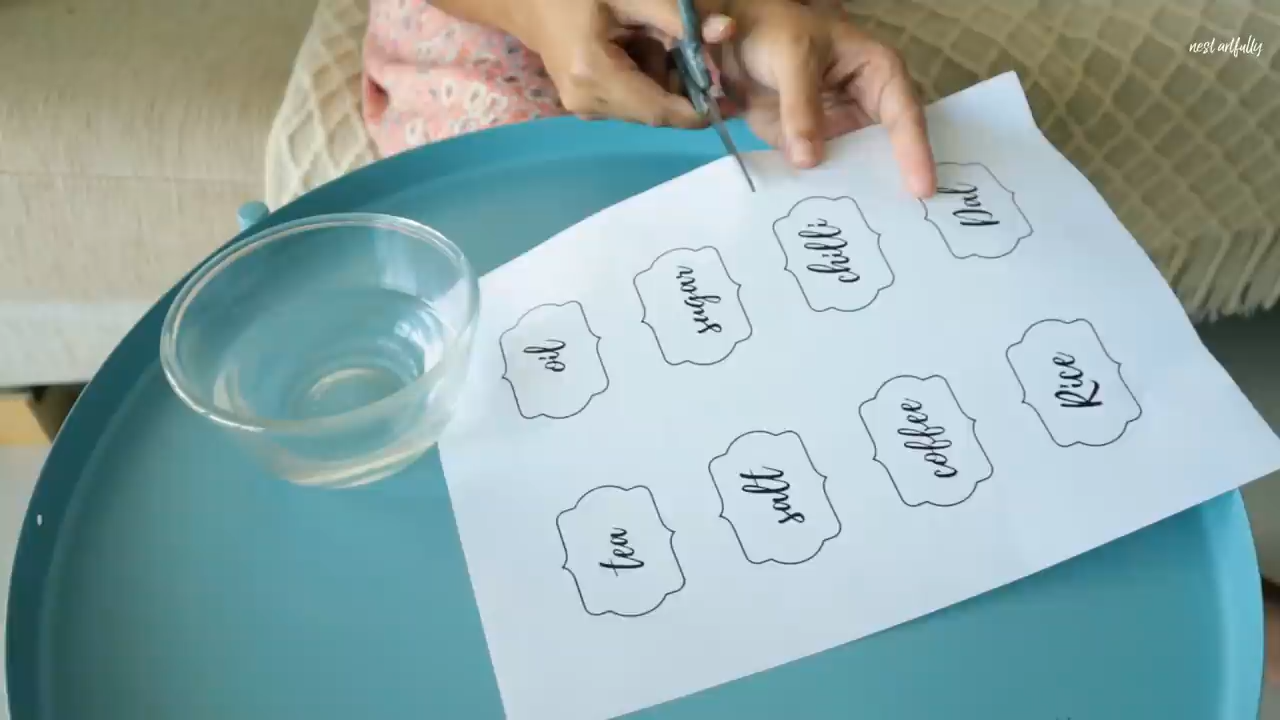 nest artfully
oil
sugar
chilli
Dal
tea
salt
coffee
Rice